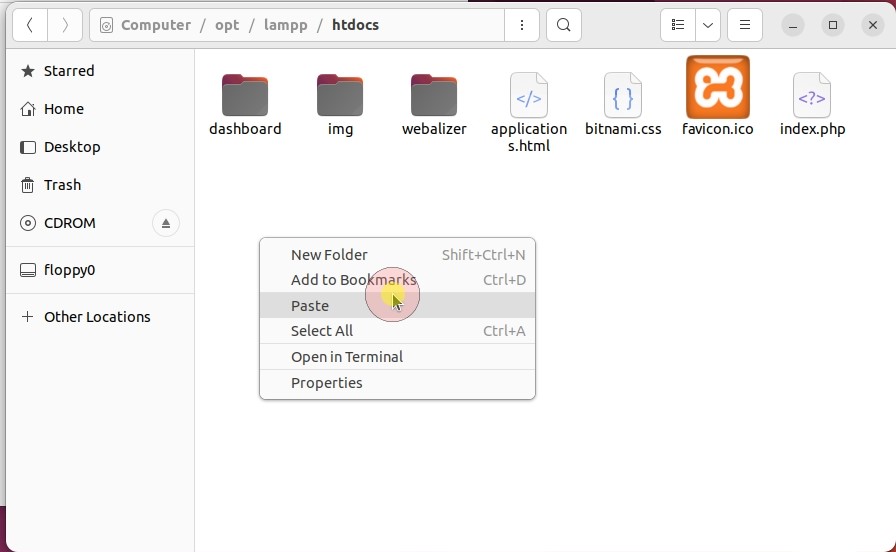 Computer / opt / lampp / htdocs
Starred
Home
Desktop
Trash
CDROM
floppy0
Other Locations
dashboard
img
webalizer
application
s.html
bitnami.css
favicon.ico
index.php
New Folder Shift+Ctrl+N
Add to Bookmarks Ctrl+D
Paste
Select All Ctrl+A
Open in Terminal
Properties